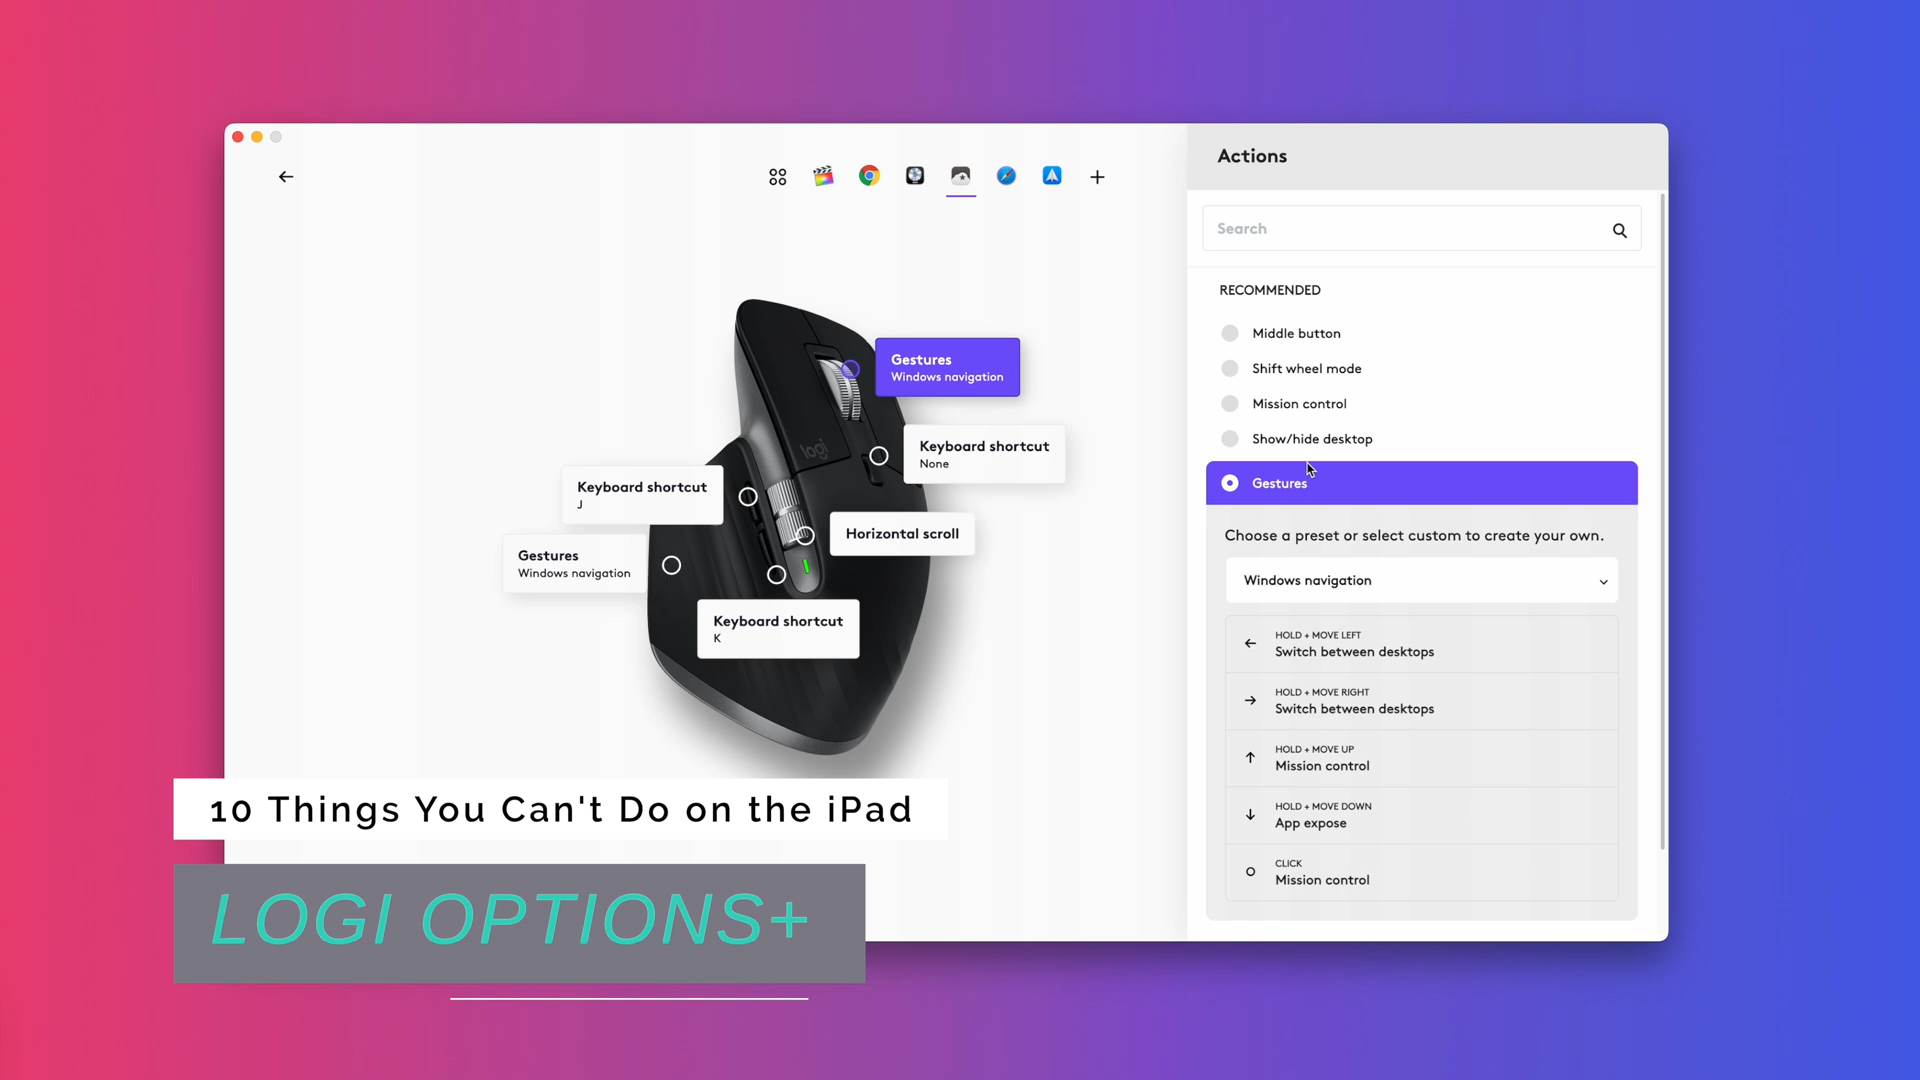 Actions
Search
RECOMMENDED
Middle button
Shift wheel mode
Mission control
Show/hide desktop
Gestures
Choose a preset or select custom to create your own.
Windows navigation
HOLD + MOVE LEFT
Switch between desktops
HOLD + MOVE RIGHT
Switch between desktops
HOLD + MOVE UP
Mission control
HOLD + MOVE DOWN
App expose
CLICK
Mission control
Gestures
Windows navigation
logi
Keyboard shortcut
None
Keyboard shortcut
J
Horizontal scroll
Gestures
Windows navigation
Keyboard shortcut
K
10 Things You Can't Do on the iPad
LOGI OPTIONS+